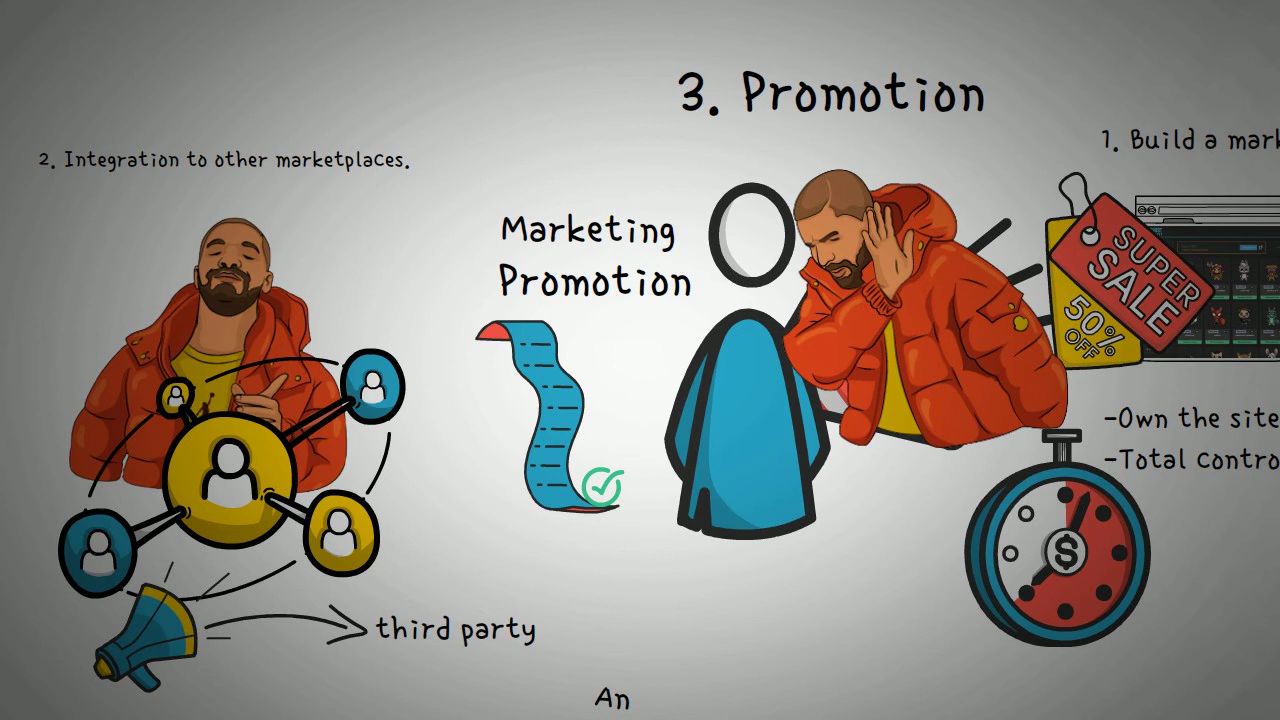 3. Promotion
2. Integration to other marketplaces.
1. Build a mark
Marketing
Promotion
SUPER
SALE
50%
OFF
-Own the site
-Total contro
$
third party
An